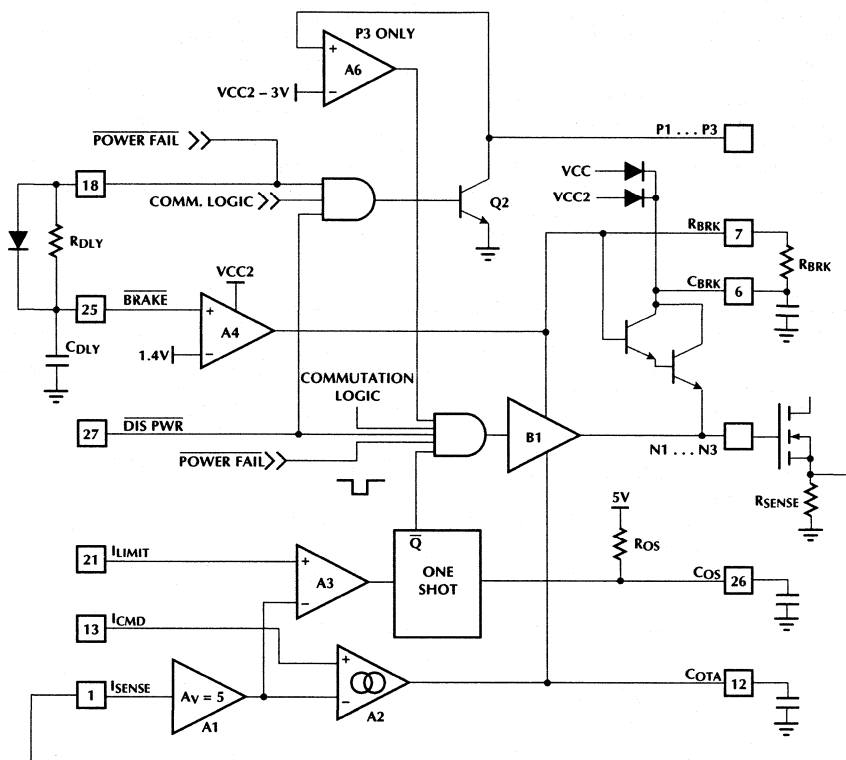 P3 ONLY
+
A6
VCC2 – 3V
–
POWER FAIL
P1 . . . P3
18
COMM. LOGIC
Q2
VCC
VCC2
RBRK
7
RDLY
RBRK
VCC2
CBRK
6
25
BRAKE
+
A4
CDLY
1.4V
–
COMMUTATION
LOGIC
27
DIS PWR
B1
N1 . . . N3
POWER FAIL
RSENSE
5V
Q
ROS
21
ILIMIT
+
A3
–
ONE
SHOT
COS
26
13
ICMD
+
1
ISENSE
AV = 5
–
COTA
12
A1
A2